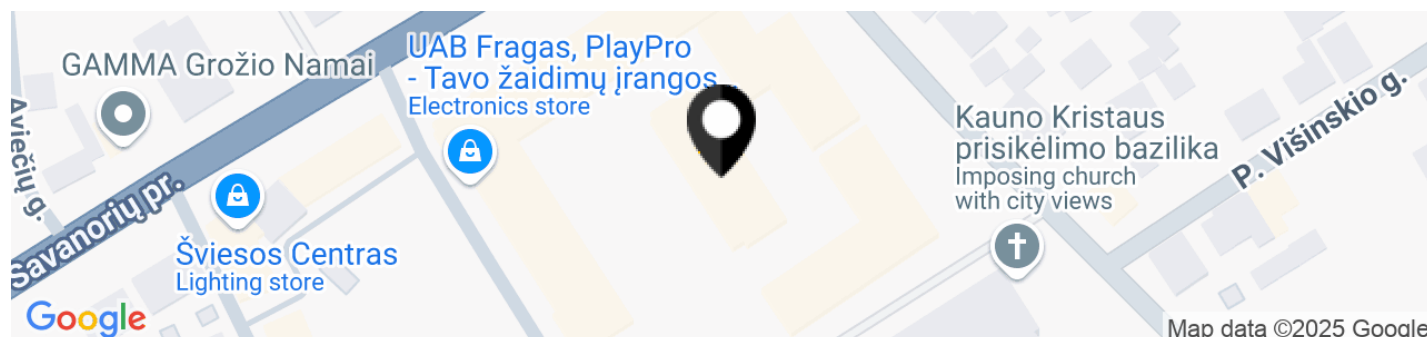 GAMMA Grožio Namai
UAB Fragas, PlayPro
- Tavo žaidimų įrangos...
Electronics store
Aviečių g.
Savanorių pr.
Šviesos Centras
Lighting store
Kauno Kristaus
prisikėlimo bazilika
Imposing church
with city views
P. Višinskio g.
Google
Map data ©2025 Google